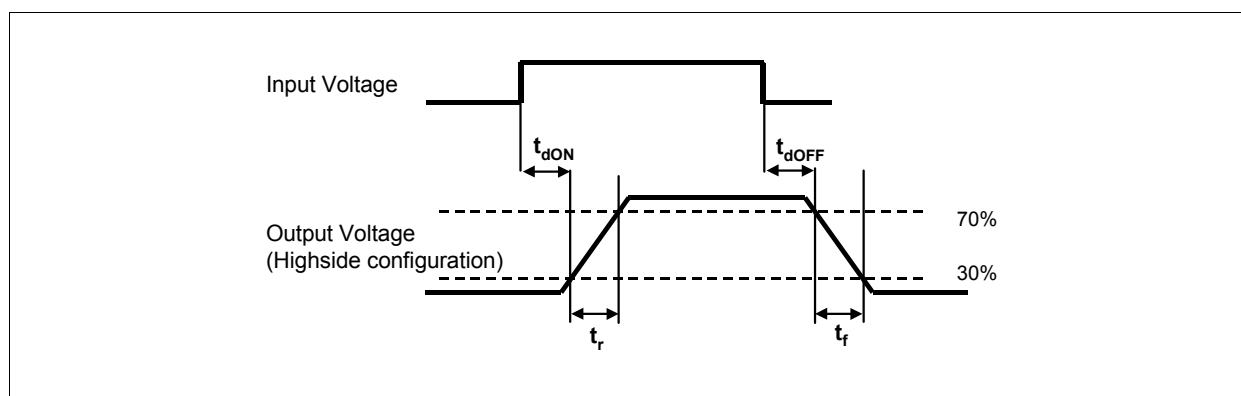 Input Voltage
tdON
tdOFF
70%
Output Voltage
(Highside configuration)
30%
tr
tf